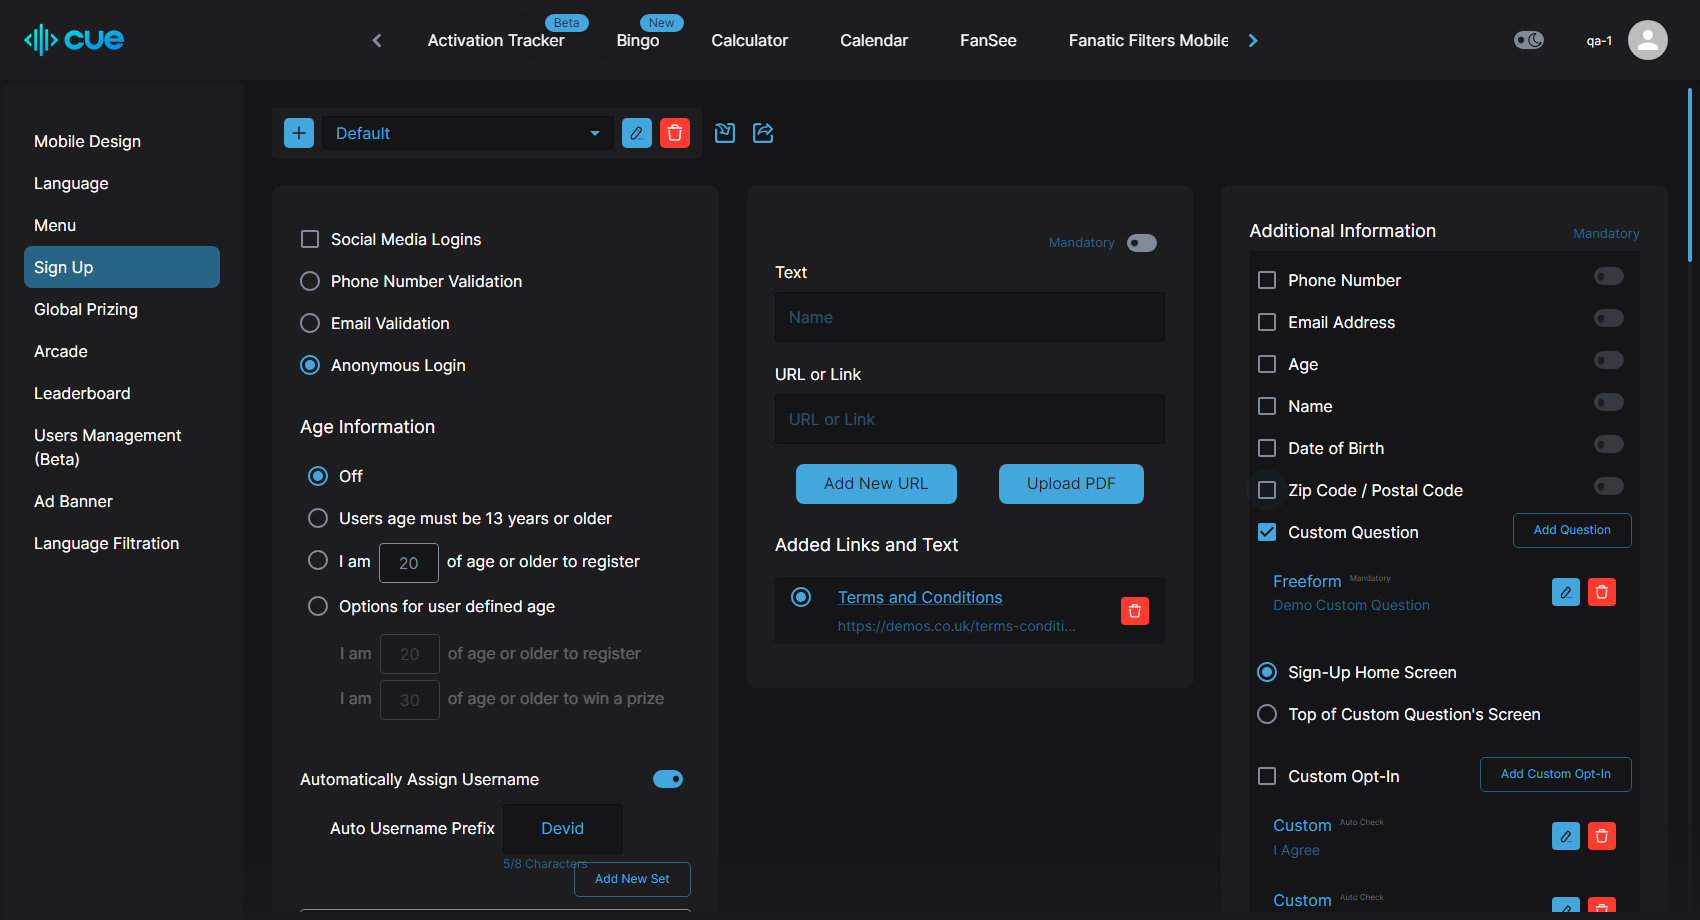 cue
Beta
New
Activation Tracker
Bingo
Calculator
Calendar
FanSee
Fanatic Filters Mobile
qa-1
Mobile Design
Language
Menu
Sign Up
Global Prizing
Arcade
Leaderboard
Users Management
(Beta)
Ad Banner
Language Filtration
Default
Social Media Logins
Phone Number Validation
Email Validation
Anonymous Login
Age Information
Off
Users age must be 13 years or older
I am 20 of age or older to register
Options for user defined age
I am 20 of age or older to register
I am 30 of age or older to win a prize
Automatically Assign Username
Auto Username Prefix Devid
5/8 Characters
Add New Set
Mandatory
Text
Name
URL or Link
URL or Link
Add New URL
Upload PDF
Added Links and Text
Terms and Conditions
https://demos.co.uk/terms-conditi...
Additional Information
Mandatory
Phone Number
Email Address
Age
Name
Date of Birth
Zip Code / Postal Code
Custom Question
Add Question
Freeform Mandatory
Demo Custom Question
Sign-Up Home Screen
Top of Custom Question's Screen
Custom Opt-In
Add Custom Opt-In
Custom Auto Check
I Agree
Custom Auto Check